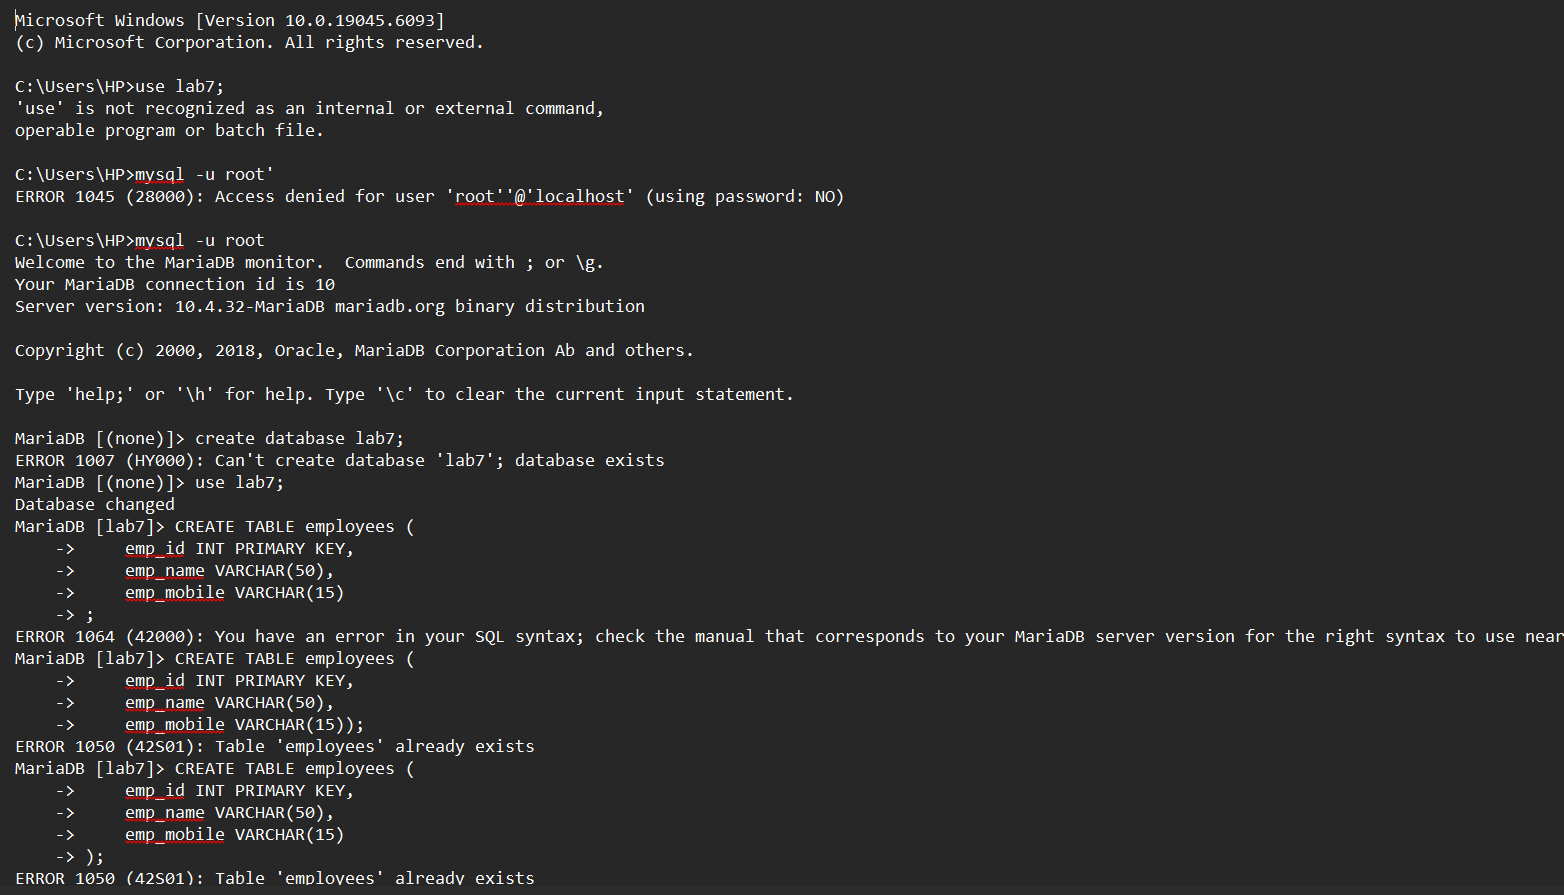 Microsoft Windows [Version 10.0.19045.6093]
(c) Microsoft Corporation. All rights reserved.
C:\Users\HP>use lab7;
'use' is not recognized as an internal or external command,
operable program or batch file.
C:\Users\HP>mysql -u root'
ERROR 1045 (28000): Access denied for user 'root''@'localhost' (using password: NO)
C:\Users\HP>mysql -u root
Welcome to the MariaDB monitor.  Commands end with ; or \g.
Your MariaDB connection id is 10
Server version: 10.4.32-MariaDB mariadb.org binary distribution
Copyright (c) 2000, 2018, Oracle, MariaDB Corporation Ab and others.
Type 'help;' or '\h' for help. Type '\c' to clear the current input statement.
MariaDB [(none)]> create database lab7;
ERROR 1007 (HY000): Can't create database 'lab7'; database exists
MariaDB [(none)]> use lab7;
Database changed
MariaDB [lab7]> CREATE TABLE employees (
    ->     emp_id INT PRIMARY KEY,
    ->     emp_name VARCHAR(50),
    ->     emp_mobile VARCHAR(15)
    -> ;
ERROR 1064 (42000): You have an error in your SQL syntax; check the manual that corresponds to your MariaDB server version for the right syntax to use near
MariaDB [lab7]> CREATE TABLE employees (
    ->     emp_id INT PRIMARY KEY,
    ->     emp_name VARCHAR(50),
    ->     emp_mobile VARCHAR(15));
ERROR 1050 (42S01): Table 'employees' already exists
MariaDB [lab7]> CREATE TABLE employees (
    ->     emp_id INT PRIMARY KEY,
    ->     emp_name VARCHAR(50),
    ->     emp_mobile VARCHAR(15)
    -> );
ERROR 1050 (42S01): Table 'employees' already exists